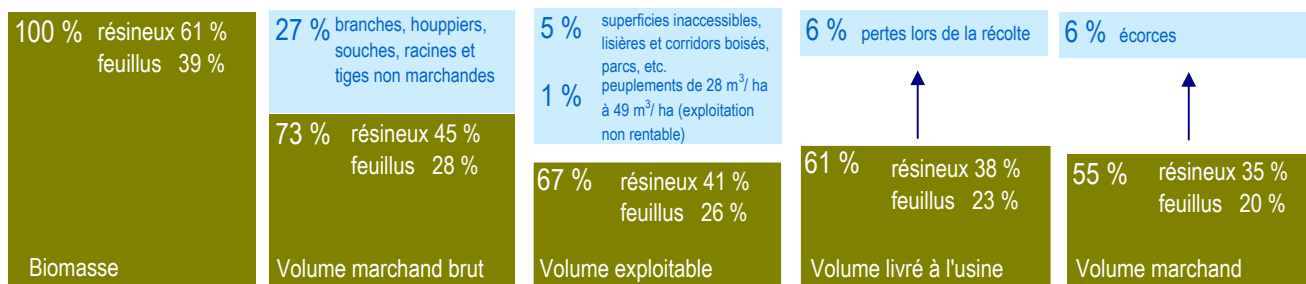 100 % résineux 61 %
feuillus 39 %
Biomasse
27 % branches, houppiers,
souches, racines et
tiges non marchandes
73 % résineux 45 %
feuillus 28 %
Volume marchand brut
5 % superficies inaccessibles,
lisières et corridors boisés,
parcs, etc.
1 % peuplements de 28 m³/ ha
à 49 m³/ ha (exploitation
non rentable)
67 % résineux 41 %
feuillus 26 %
Volume exploitable
6 % pertes lors de la récolte
61 % résineux 38 %
feuillus 23 %
Volume livré à l'usine
6 % écorces
55 % résineux 35 %
feuillus 20 %
Volume marchand